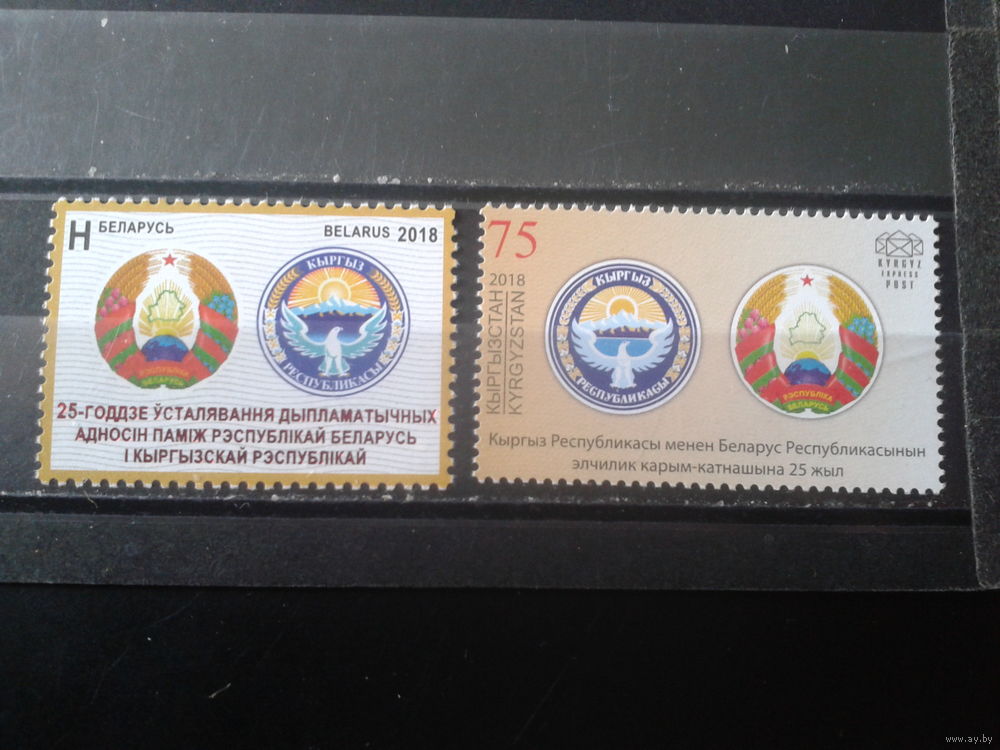 Н БЕЛАРУСЬ BELARUS 2018
КЫРГЫЗ
РЕСПУБЛИКАСЫ
РЭСПУБЛІКА
БЕЛАРУСЬ
25-ГОДДЗЕ ЎСТАЛЯВАННЯ ДЫПЛАМАТЫЧНЫХ
АДНОСІН ПАМІЖ РЭСПУБЛІКАЙ БЕЛАРУСЬ
І КЫРГЫЗСКАЙ РЭСПУБЛІКАЙ
75
2018
КЫРГЫЗСТАН
KYRGYZSTAN
KYRGYZ
EXPRESS
POST
КЫРГЫЗ
РЕСПУБЛИКАСЫ
РЭСПУБЛІКА
БЕЛАРУСЬ
Кыргыз Республикасы менен Беларус Республикасынын
элчилик карым-катнашына 25 жыл
www.ay.by